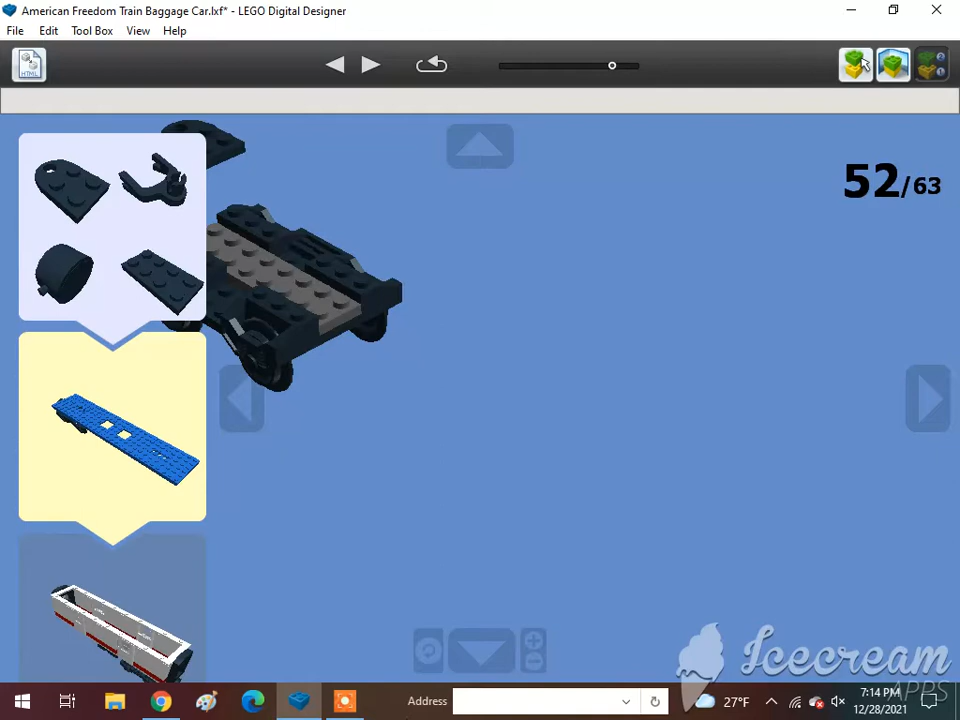 American Freedom Train Baggage Car.lxf* - LEGO Digital Designer
File Edit Tool Box View Help
HTML
52/63
Icecream
APPS
Address
27°F
7:14 PM
12/28/2021